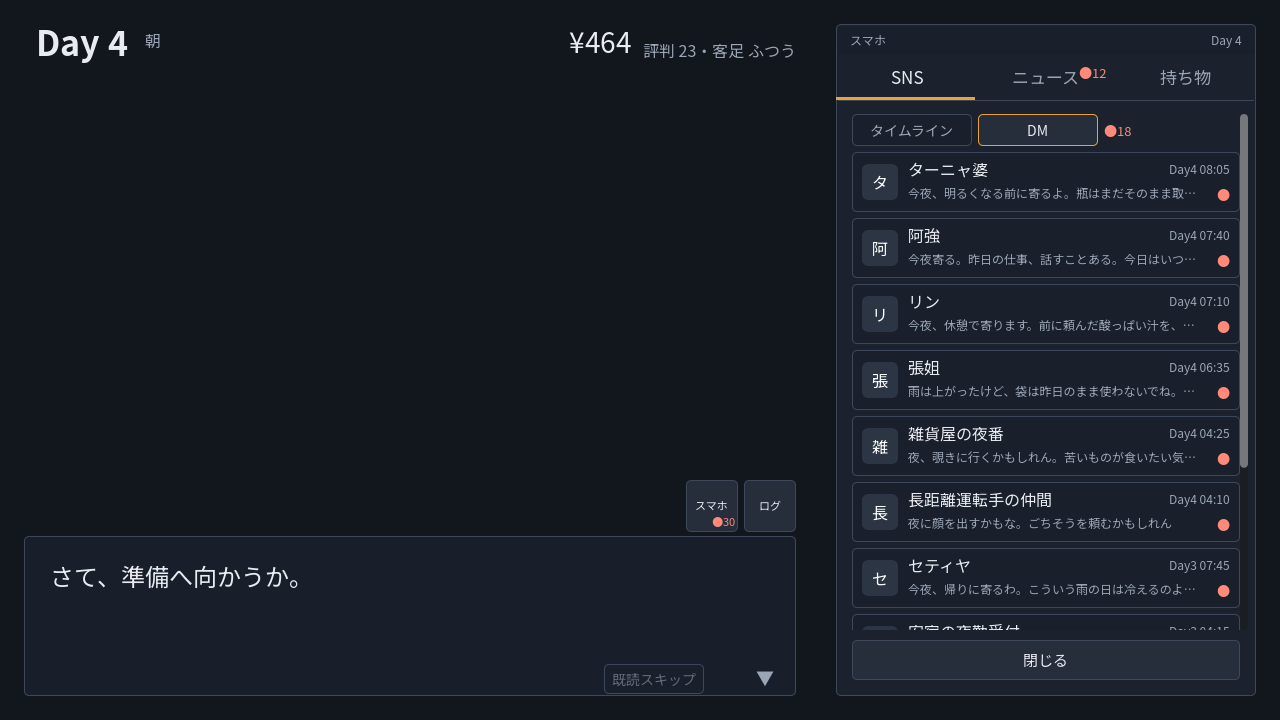 Day 4 朝
¥464 評判 23・客足 ふつう
スマホ Day 4
SNS ニュース 12 持ち物
タイムライン DM 18
タ ターニャ婆 Day4 08:05
今夜、明るくなる前に寄るよ。瓶はまだそのまま取…
阿 阿強 Day4 07:40
今夜寄る。昨日の仕事、話すことある。今日はいつ…
リ リン Day4 07:10
今夜、休憩で寄ります。前に頼んだ酸っぱい汁を、…
張 張姐 Day4 06:35
雨は上がったけど、袋は昨日のまま使わないでね。…
雑 雑貨屋の夜番 Day4 04:25
夜、覗きに行くかもしれん。苦いものが食いたい気…
長 長距離運転手の仲間 Day4 04:10
夜に顔を出すかもな。ごちそうを頼むかもしれん
セ セティヤ Day3 07:45
今夜、帰りに寄るわ。こういう雨の日は冷えるのよ…
閉じる
スマホ 30
ログ
さて、準備へ向かうか。
既読スキップ ▼